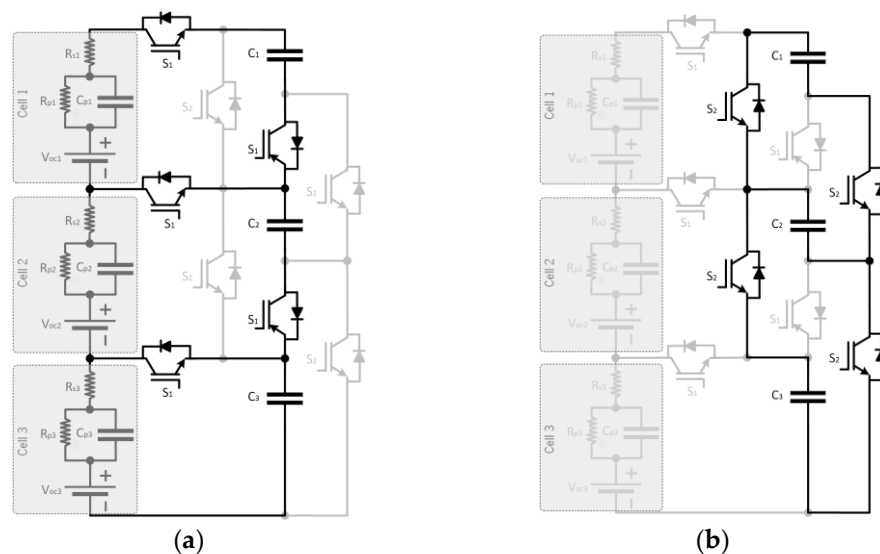 Cell 1
Rs1
Rp1
Cp1
Voc1
+
−
S1
S2
C1
S1
S2
Cell 2
Rs2
Rp2
Cp2
Voc2
+
−
S1
S2
C2
S1
S2
Cell 3
Rs3
Rp3
Cp3
Voc3
+
−
S1
C3
(a)
Cell 1
Rs1
Rp1
Cp1
Voc1
+
−
S1
S2
C1
S1
S2
Cell 2
Rs2
Rp2
Cp2
Voc2
+
−
S1
S2
C2
S1
S2
Cell 3
Rs3
Rp3
Cp3
Voc3
+
−
S1
C3
(b)